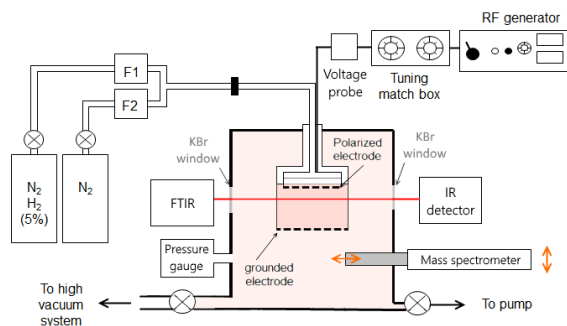 RF generator
F1
F2
Voltage
probe
Tuning
match box
KBr
window
Polarized
electrode
KBr
window
N2
H2
(5%)
N2
FTIR
IR
detector
Pressure
gauge
grounded
electrode
Mass spectrometer
To high
vacuum
system
To pump